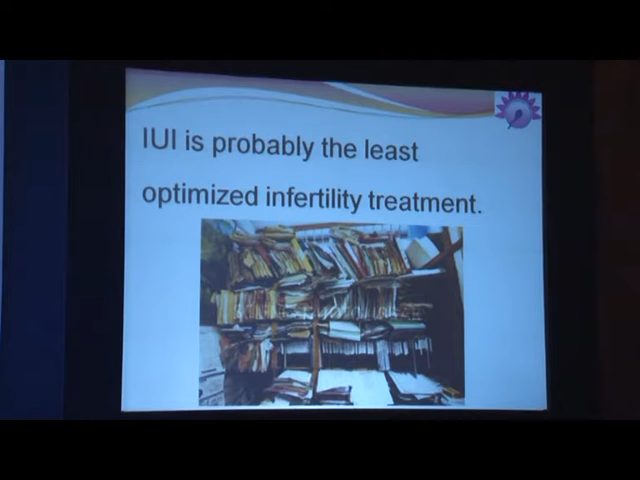 IUI is probably the least
optimized infertility treatment.